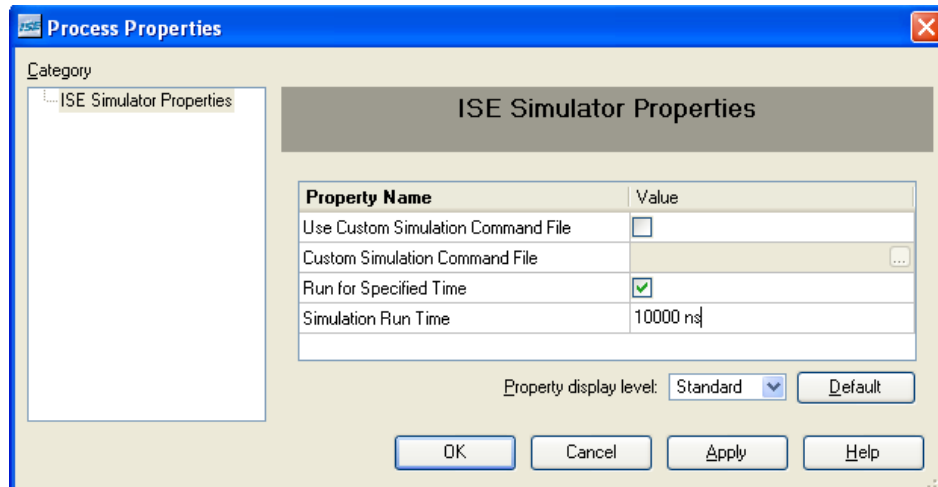 ISE Process Properties
Category
ISE Simulator Properties
ISE Simulator Properties
Property Name Value
Use Custom Simulation Command File
Custom Simulation Command File ...
Run for Specified Time
Simulation Run Time 10000 ns
Property display level: Standard Default
OK Cancel Apply Help